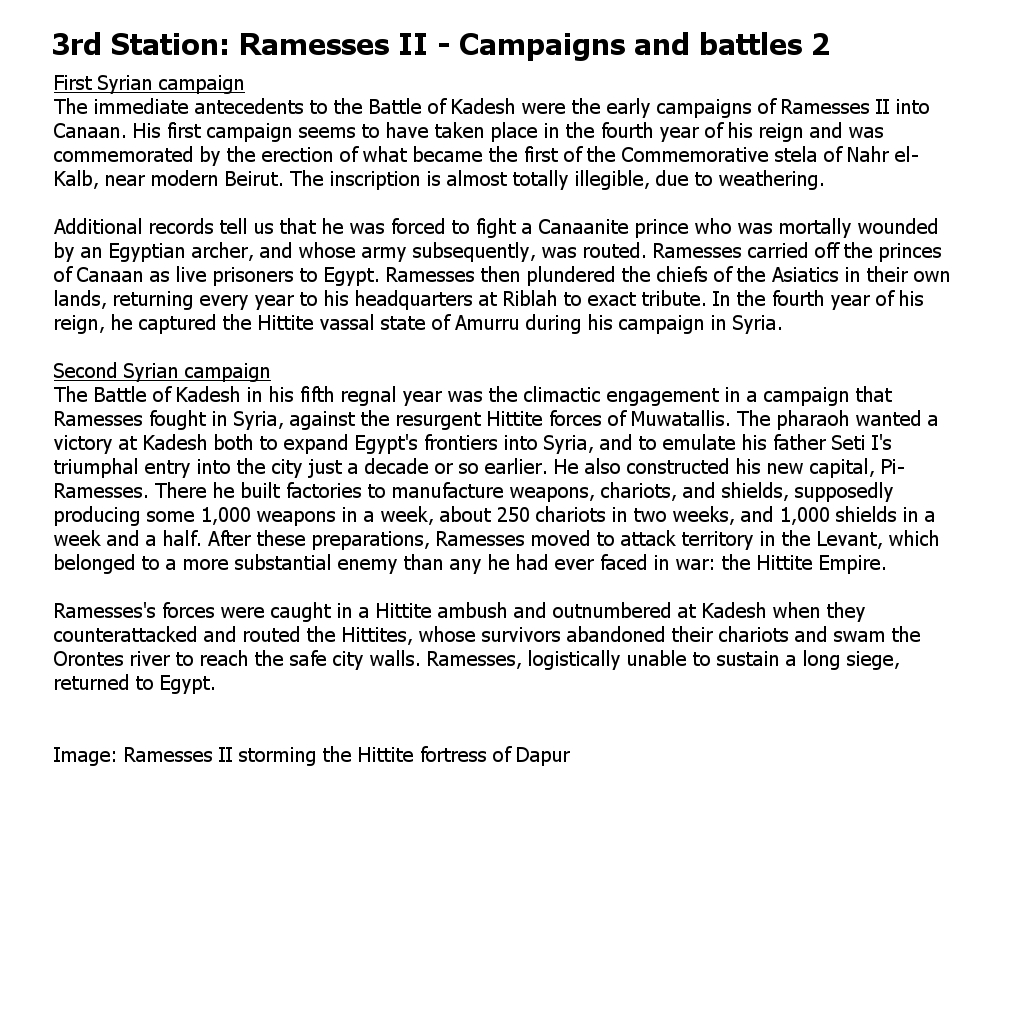 3rd Station: Ramesses II - Campaigns and battles 2
First Syrian campaign
The immediate antecedents to the Battle of Kadesh were the early campaigns of Ramesses II into
Canaan. His first campaign seems to have taken place in the fourth year of his reign and was
commemorated by the erection of what became the first of the Commemorative stela of Nahr el-
Kalb, near modern Beirut. The inscription is almost totally illegible, due to weathering.
Additional records tell us that he was forced to fight a Canaanite prince who was mortally wounded
by an Egyptian archer, and whose army subsequently, was routed. Ramesses carried off the princes
of Canaan as live prisoners to Egypt. Ramesses then plundered the chiefs of the Asiatics in their own
lands, returning every year to his headquarters at Riblah to exact tribute. In the fourth year of his
reign, he captured the Hittite vassal state of Amurru during his campaign in Syria.
Second Syrian campaign
The Battle of Kadesh in his fifth regnal year was the climactic engagement in a campaign that
Ramesses fought in Syria, against the resurgent Hittite forces of Muwatallis. The pharaoh wanted a
victory at Kadesh both to expand Egypt's frontiers into Syria, and to emulate his father Seti I's
triumphal entry into the city just a decade or so earlier. He also constructed his new capital, Pi-
Ramesses. There he built factories to manufacture weapons, chariots, and shields, supposedly
producing some 1,000 weapons in a week, about 250 chariots in two weeks, and 1,000 shields in a
week and a half. After these preparations, Ramesses moved to attack territory in the Levant, which
belonged to a more substantial enemy than any he had ever faced in war: the Hittite Empire.
Ramesses's forces were caught in a Hittite ambush and outnumbered at Kadesh when they
counterattacked and routed the Hittites, whose survivors abandoned their chariots and swam the
Orontes river to reach the safe city walls. Ramesses, logistically unable to sustain a long siege,
returned to Egypt.
Image: Ramesses II storming the Hittite fortress of Dapur